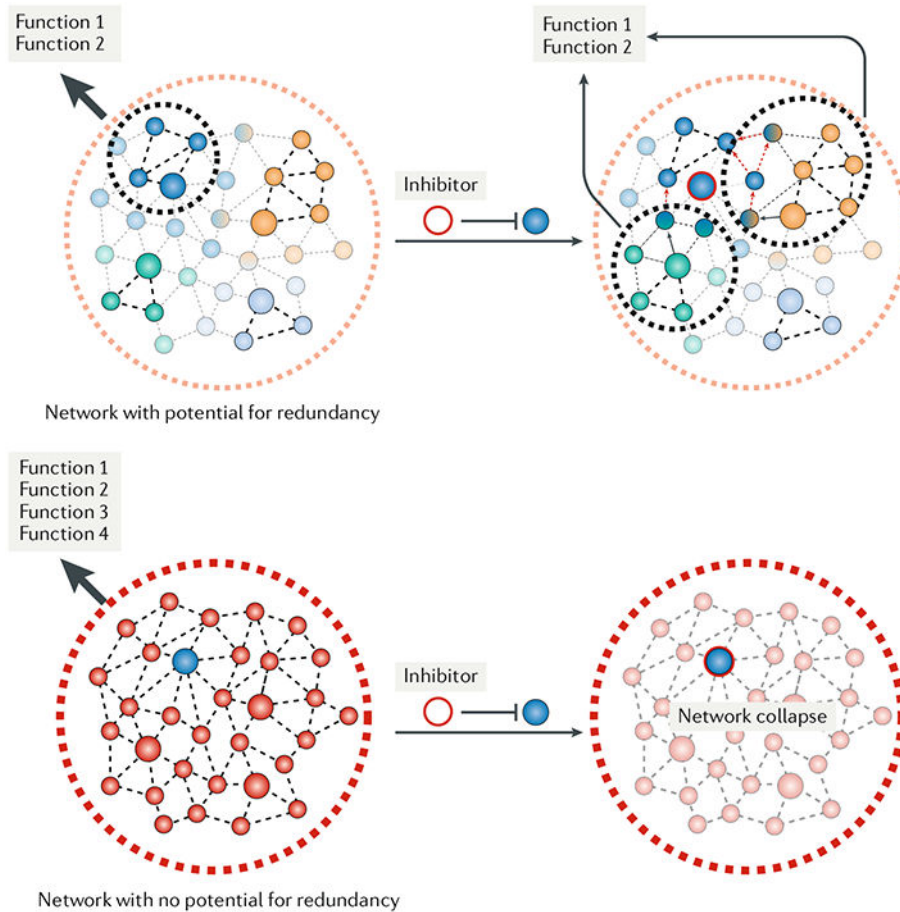 Function 1
Function 2
Function 1
Function 2
Inhibitor
Network with potential for redundancy
Function 1
Function 2
Function 3
Function 4
Inhibitor
Network collapse
Network with no potential for redundancy